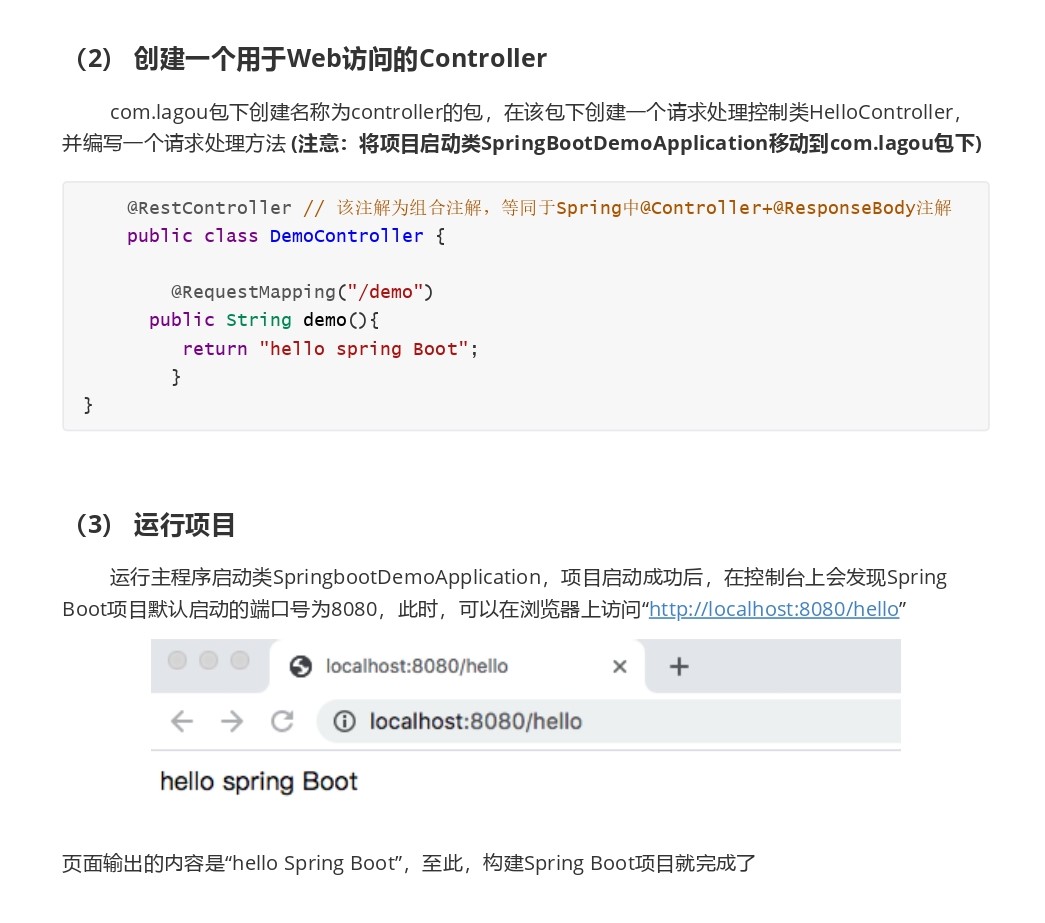 （2） 创建一个用于Web访问的Controller
com.lagou包下创建名称为controller的包，在该包下创建一个请求处理控制类HelloController，
并编写一个请求处理方法 (注意：将项目启动类SpringBootDemoApplication移动到com.lagou包下)
@RestController // 该注解为组合注解，等同于Spring中@Controller+@ResponseBody注解
public class DemoController {
@RequestMapping("/demo")
public String demo(){
return "hello spring Boot";
}
}
（3） 运行项目
运行主程序启动类SpringbootDemoApplication，项目启动成功后，在控制台上会发现Spring
Boot项目默认启动的端口号为8080，此时，可以在浏览器上访问“http://localhost:8080/hello”
localhost:8080/hello
localhost:8080/hello
hello spring Boot
页面输出的内容是“hello Spring Boot”，至此，构建Spring Boot项目就完成了